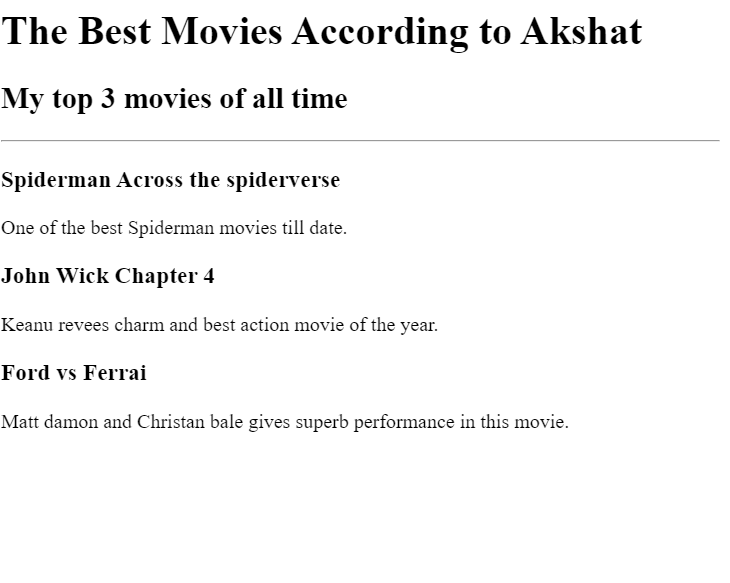 The Best Movies According to Akshat
My top 3 movies of all time
Spiderman Across the spiderverse
One of the best Spiderman movies till date.
John Wick Chapter 4
Keanu revees charm and best action movie of the year.
Ford vs Ferrai
Matt damon and Christan bale gives superb performance in this movie.